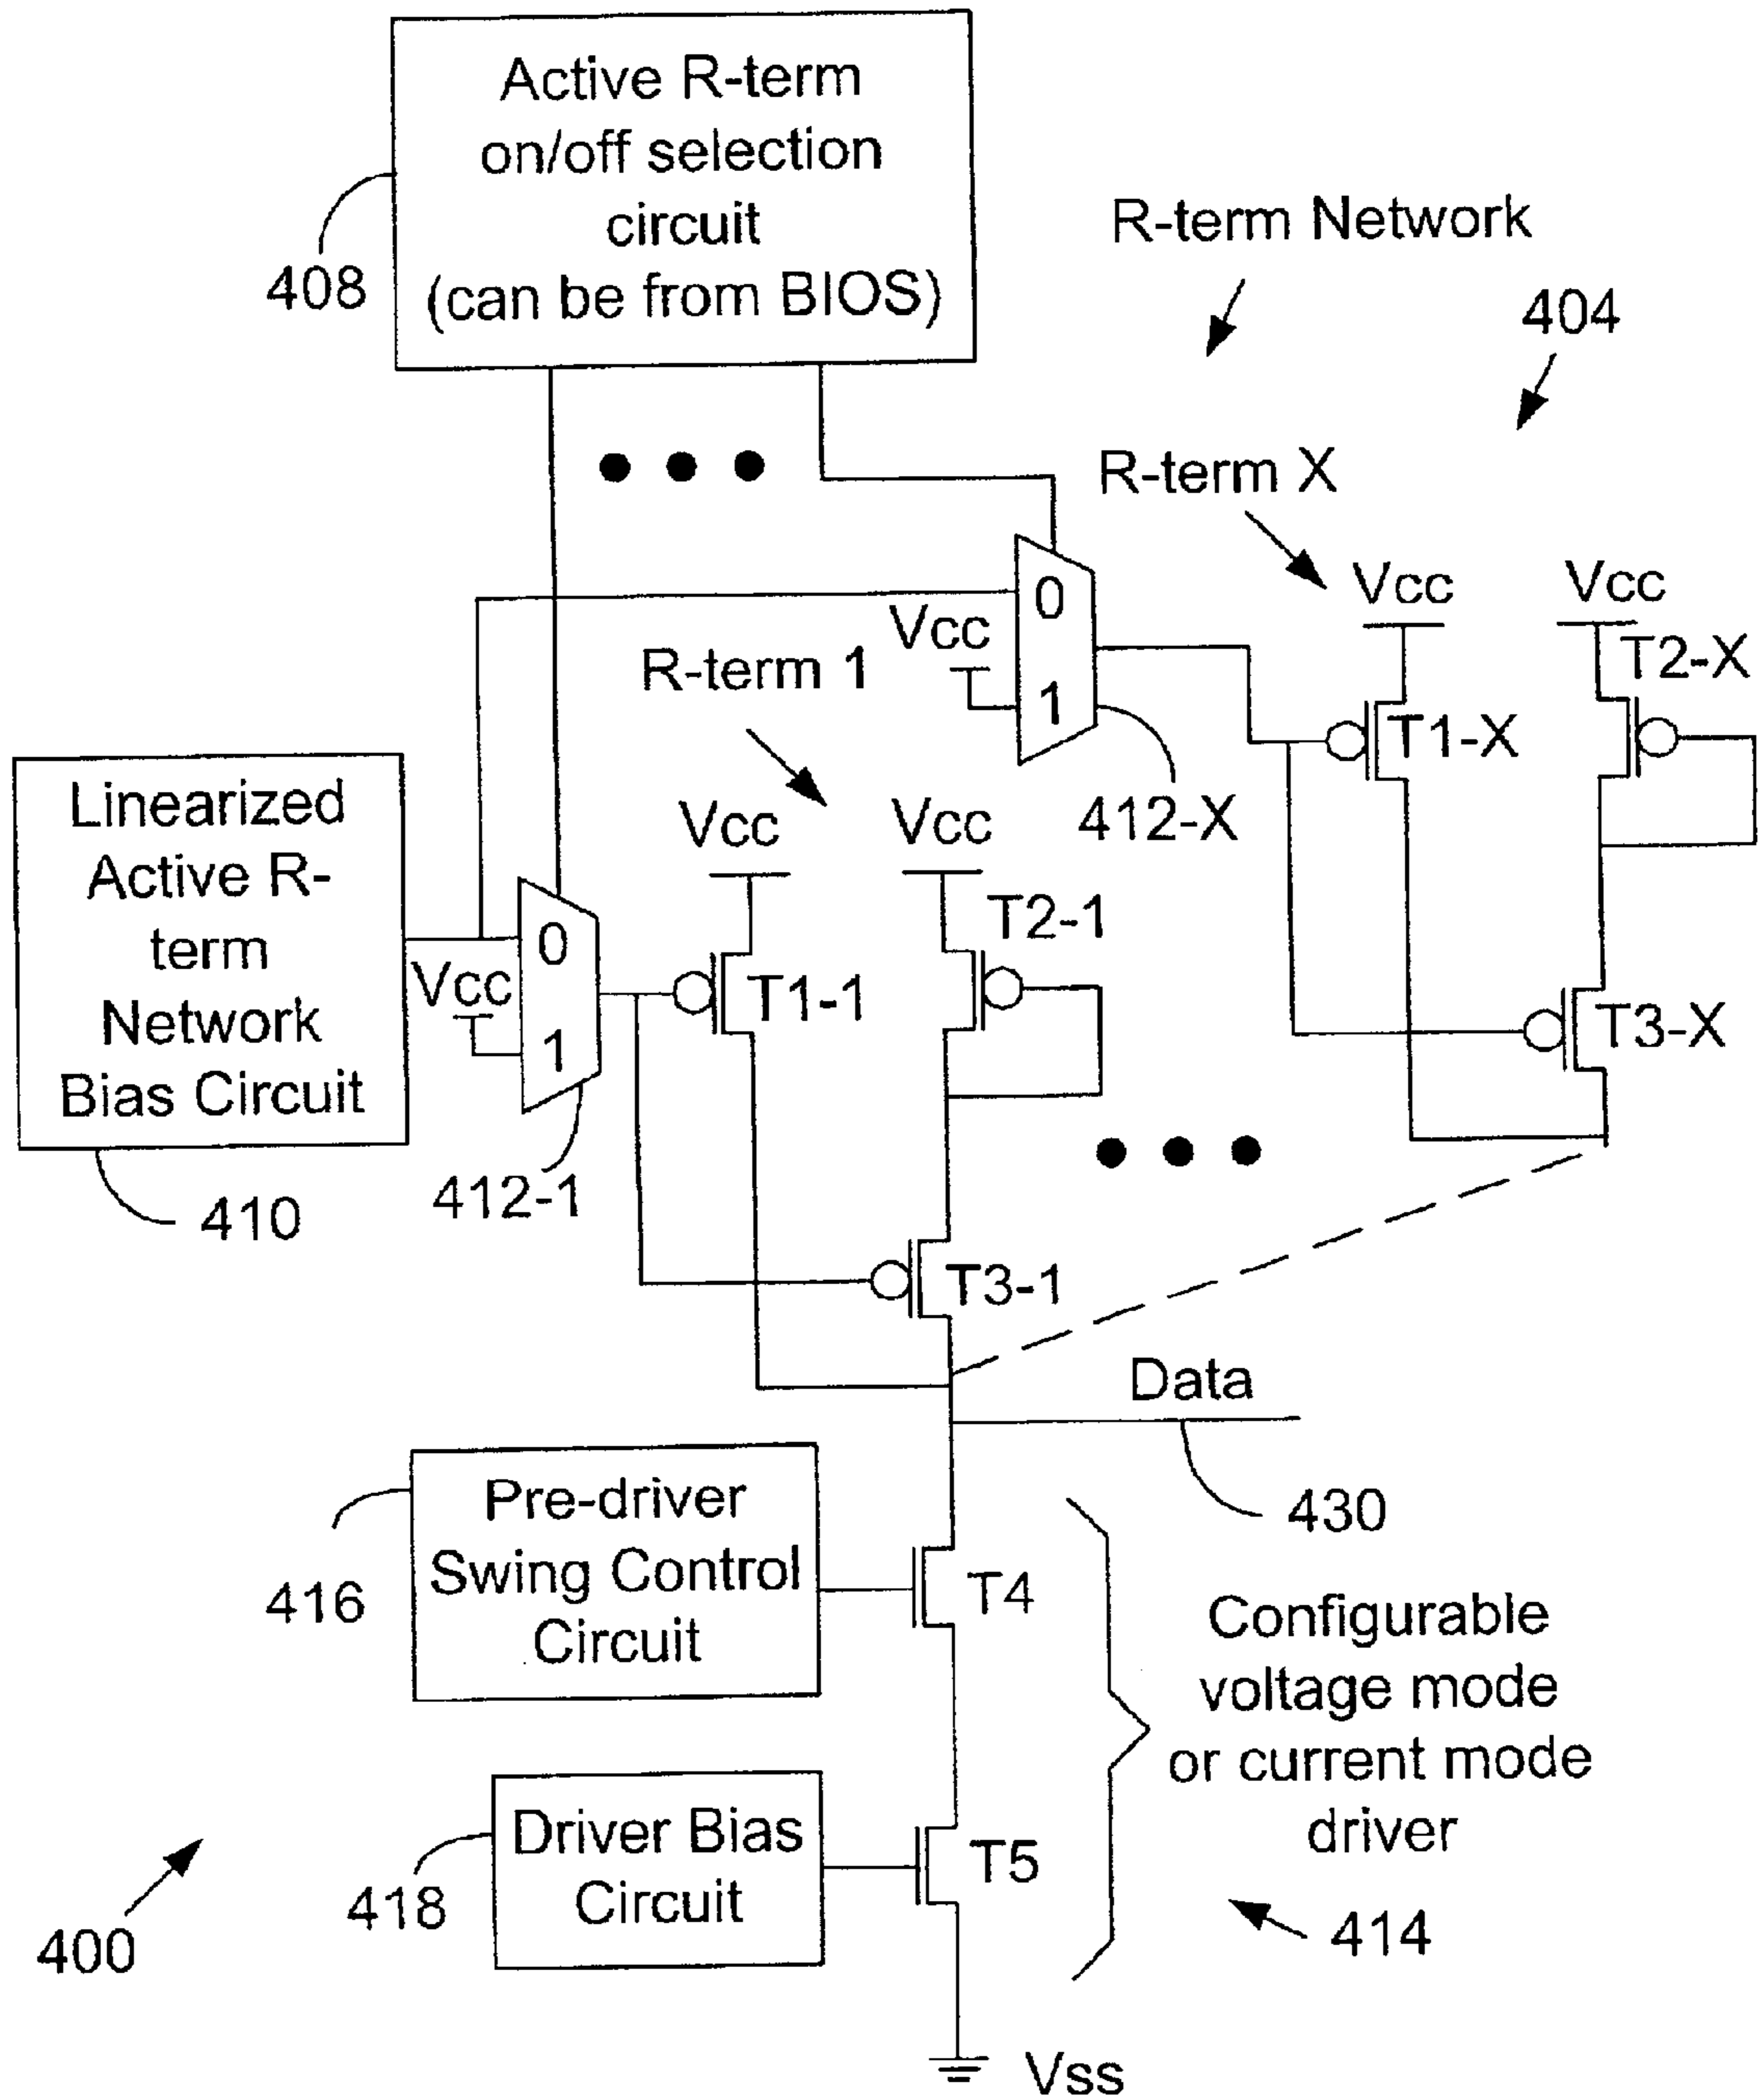 Active R-term
on/off selection
circuit
(can be from BIOS)
408
R-term Network
404
R-term X
Vcc
Vcc
0
Vcc
T2-X
R-term 1
1
T1-X
412-X
Linearized
Active R-
term
Network
Bias Circuit
Vcc
Vcc
T2-1
0
Vcc
T1-1
1
T3-X
412-1
410
T3-1
Data
430
Pre-driver
Swing Control
Circuit
416
T4
Configurable
voltage mode
or current mode
driver
Driver Bias
Circuit
T5
418
400
414
Vss